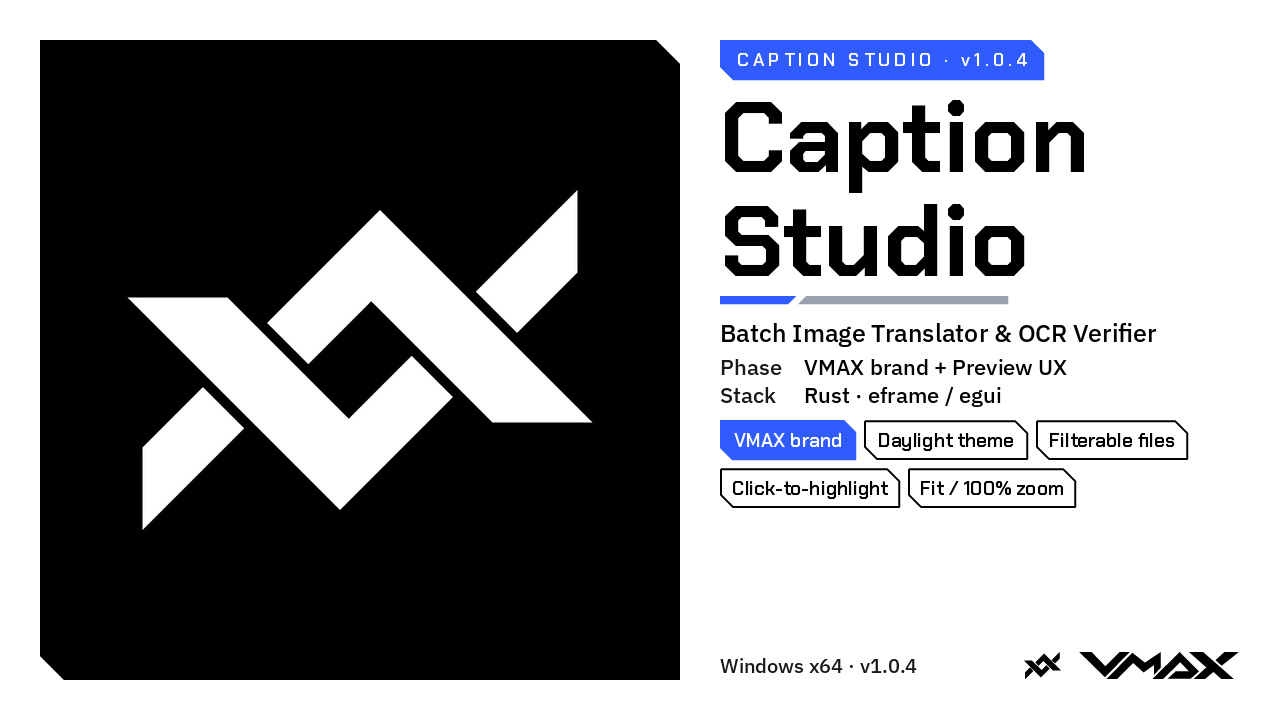 CAPTION STUDIO · v1.0.4
Caption
Studio
Batch Image Translator & OCR Verifier
Phase VMAX brand + Preview UX
Stack Rust · eframe / egui
VMAX brand Daylight theme Filterable files
Click-to-highlight Fit / 100% zoom
Windows x64 · v1.0.4 VMAX